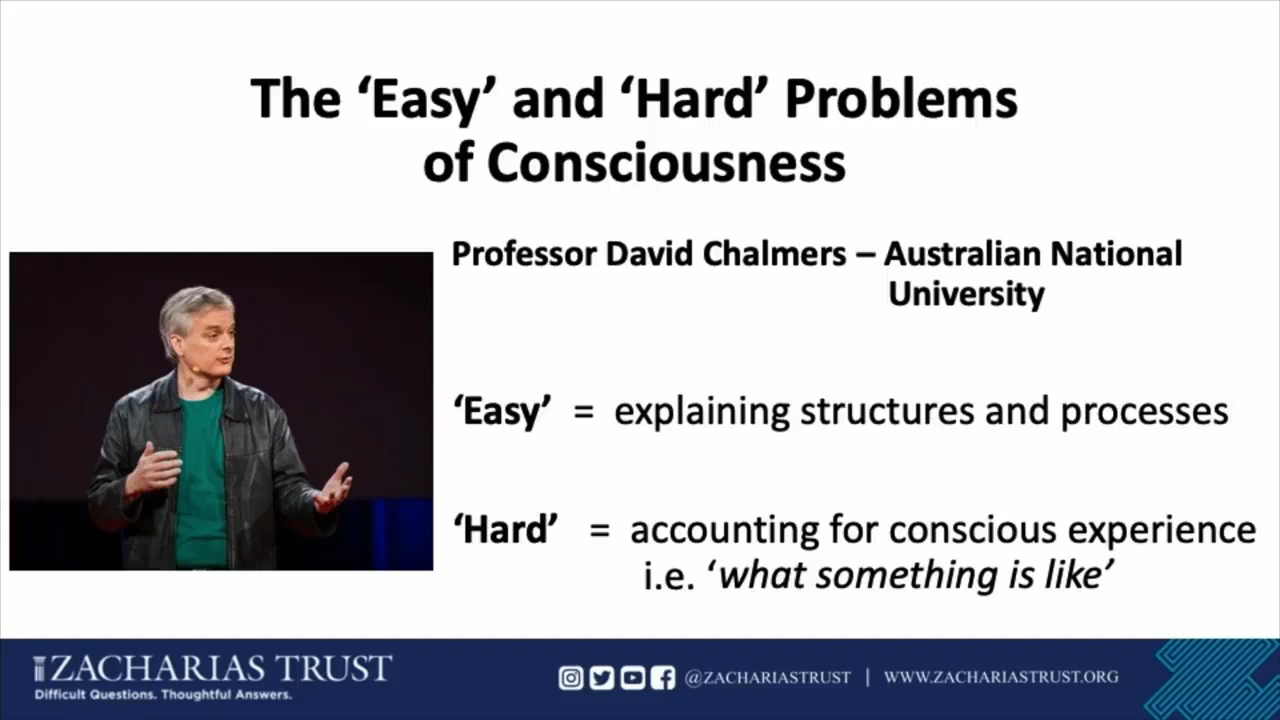 The ‘Easy’ and ‘Hard’ Problems
of Consciousness
Professor David Chalmers – Australian National
University
‘Easy’ = explaining structures and processes
‘Hard’ = accounting for conscious experience
i.e. ‘what something is like’
ZACHARIAS TRUST
Difficult Questions. Thoughtful Answers.
@ZACHARIASTRUST | WWW.ZACHARIASTRUST.ORG